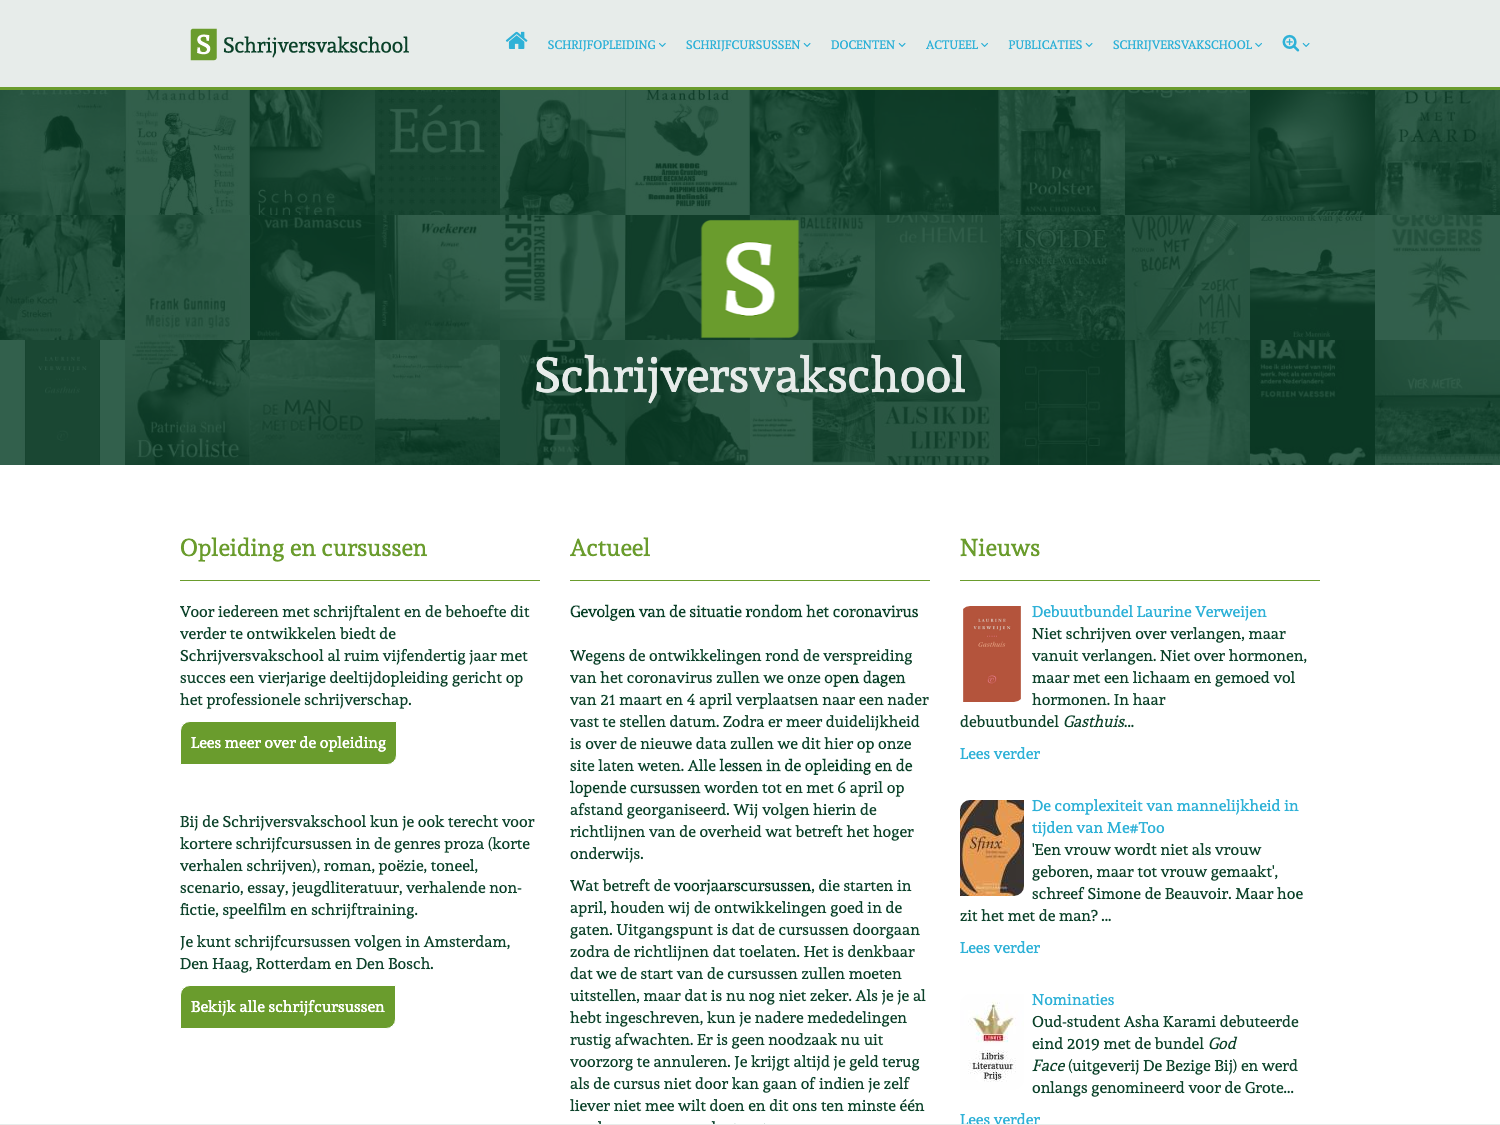 S Schrijversvakschool
SCHRIJFOPLEIDING
SCHRIJFCURSUSSEN
DOCENTEN
ACTUEEL
PUBLICATIES
SCHRIJVERSVAKSCHOOL
Maandblad
Eén
Maandblad
DUEL
MET
PAARD
Schone
kunsten
De
Poolster
van Damascus
Woekeren
EYKELENBOOM
BALLERINUS
DANSEN
de HEMEL
ISOLDE
VROUW
MET
BLOEM
GROENE
VINGERS
Frank Gunning
Meisje van glas
ZOEKT
MAN
MET
S
Schrijversvakschool
BANK
FLORIEN VAESSEN
VIER METER
DE MAN
MET DE HOED
Patricia Snel
De violiste
ROMAN
ALS IK DE
LIEFDE
NIET HEB
Opleiding en cursussen
Voor iedereen met schrijftalent en de behoefte dit
verder te ontwikkelen biedt de
Schrijversvakschool al ruim vijfendertig jaar met
succes een vierjarige deeltijdopleiding gericht op
het professionele schrijverschap.
Lees meer over de opleiding
Bij de Schrijversvakschool kun je ook terecht voor
kortere schrijfcursussen in de genres proza (korte
verhalen schrijven), roman, poëzie, toneel,
scenario, essay, jeugdliteratuur, verhalende non-
fictie, speelfilm en schrijftraining.
Je kunt schrijfcursussen volgen in Amsterdam,
Den Haag, Rotterdam en Den Bosch.
Bekijk alle schrijfcursussen
Actueel
Gevolgen van de situatie rondom het coronavirus
Wegens de ontwikkelingen rond de verspreiding
van het coronavirus zullen we onze open dagen
van 21 maart en 4 april verplaatsen naar een nader
vast te stellen datum. Zodra er meer duidelijkheid
is over de nieuwe data zullen we dit hier op onze
site laten weten. Alle lessen in de opleiding en de
lopende cursussen worden tot en met 6 april op
afstand georganiseerd. Wij volgen hierin de
richtlijnen van de overheid wat betreft het hoger
onderwijs.
Wat betreft de voorjaarscursussen, die starten in
april, houden wij de ontwikkelingen goed in de
gaten. Uitgangspunt is dat de cursussen doorgaan
zodra de richtlijnen dat toelaten. Het is denkbaar
dat we de start van de cursussen zullen moeten
uitstellen, maar dat is nu nog niet zeker. Als je je al
hebt ingeschreven, kun je nadere mededelingen
rustig afwachten. Er is geen noodzaak nu uit
voorzorg te annuleren. Je krijgt altijd je geld terug
als de cursus niet door kan gaan of indien je zelf
liever niet mee wilt doen en dit ons ten minste één
Nieuws
LAURINE
VERWEIJEN
Gasthuis
Debuutbundel Laurine Verweijen
Niet schrijven over verlangen, maar
vanuit verlangen. Niet over hormonen,
maar met een lichaam en gemoed vol
hormonen. In haar
debuutbundel Gasthuis...
Lees verder
Sfinx
De complexiteit van mannelijkheid in
tijden van Me#Too
'Een vrouw wordt niet als vrouw
geboren, maar tot vrouw gemaakt',
schreef Simone de Beauvoir. Maar hoe
zit het met de man? ...
Lees verder
LIBRIS
Libris
Literatuur
Prijs
Nominaties
Oud-student Asha Karami debuteerde
eind 2019 met de bundel God
Face (uitgeverij De Bezige Bij) en werd
onlangs genomineerd voor de Grote...
Lees verder